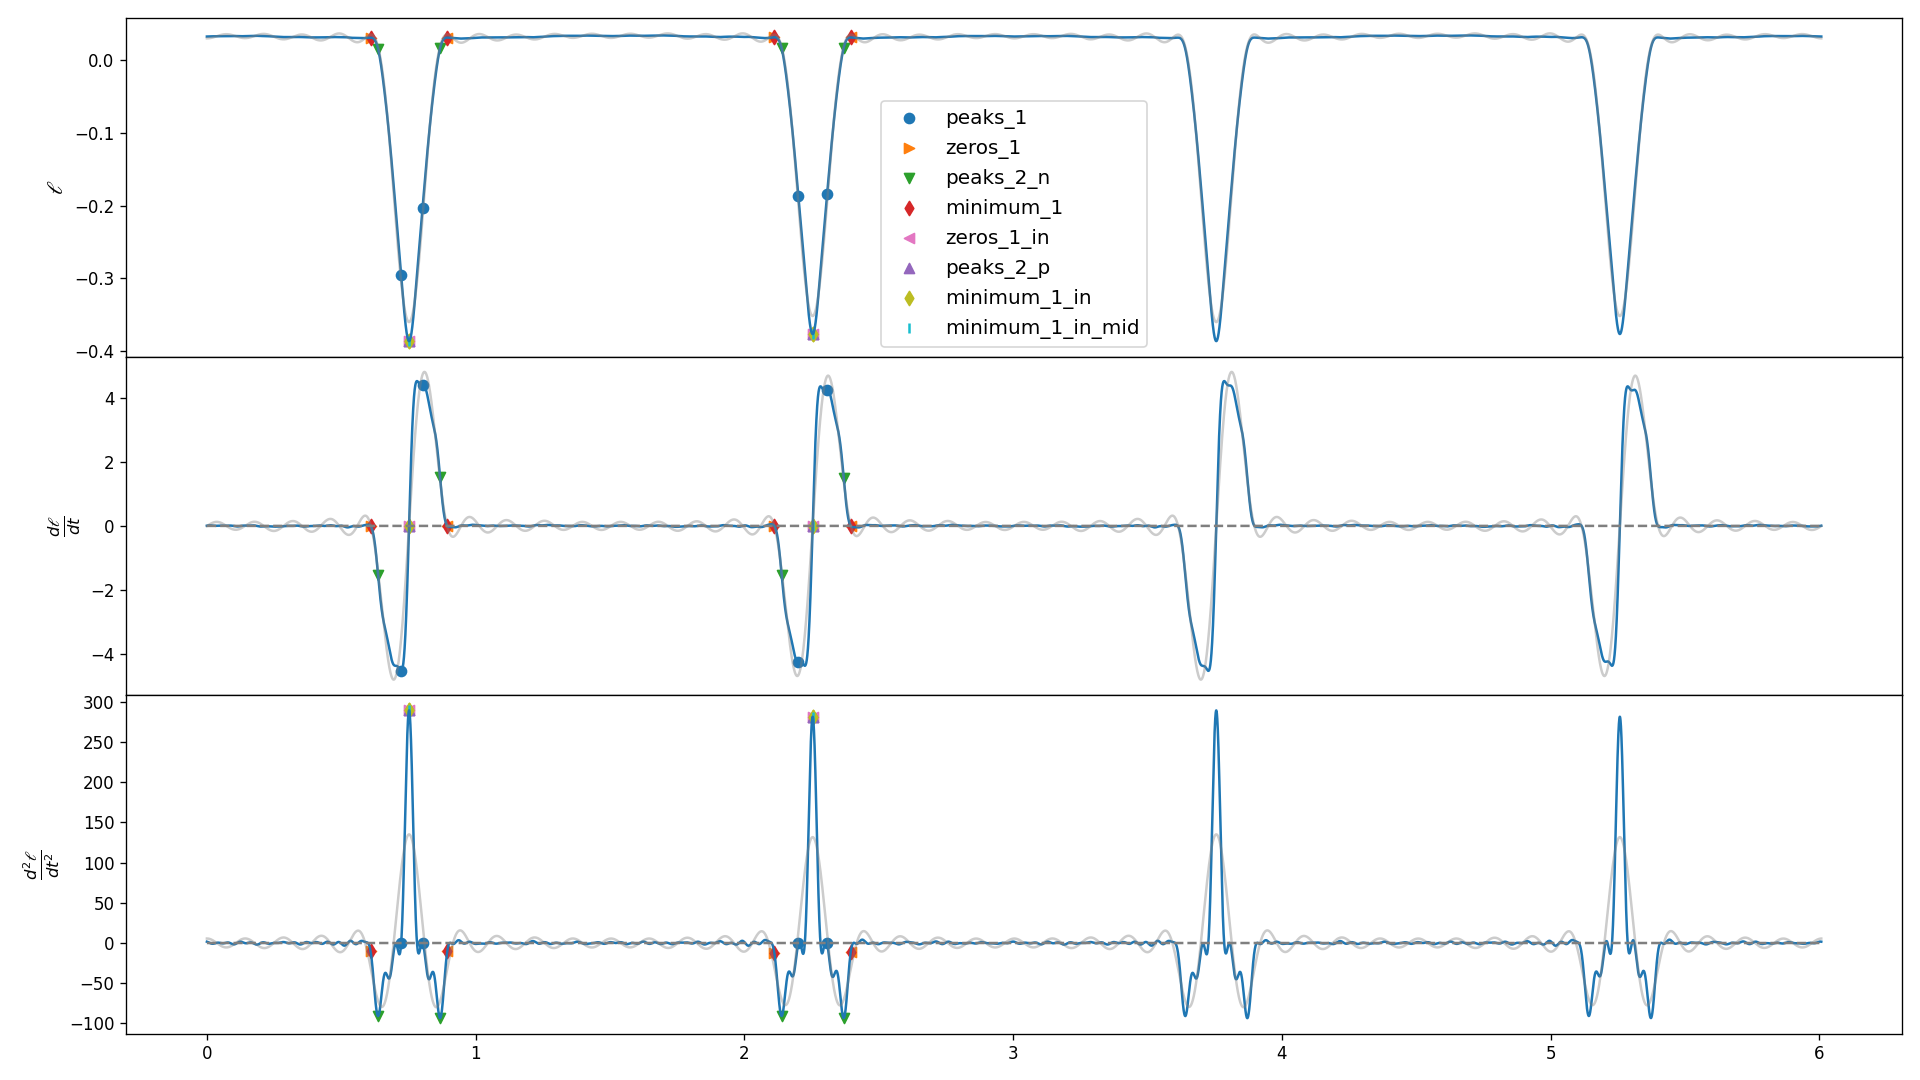 0.0
−0.1
−0.2
−0.3
−0.4
ℓ
peaks_1
zeros_1
peaks_2_n
minimum_1
zeros_1_in
peaks_2_p
minimum_1_in
minimum_1_in_mid
4
2
0
−2
−4
dℓ/dt
300
250
200
150
100
50
0
−50
−100
d²ℓ/dt²
0 1 2 3 4 5 6